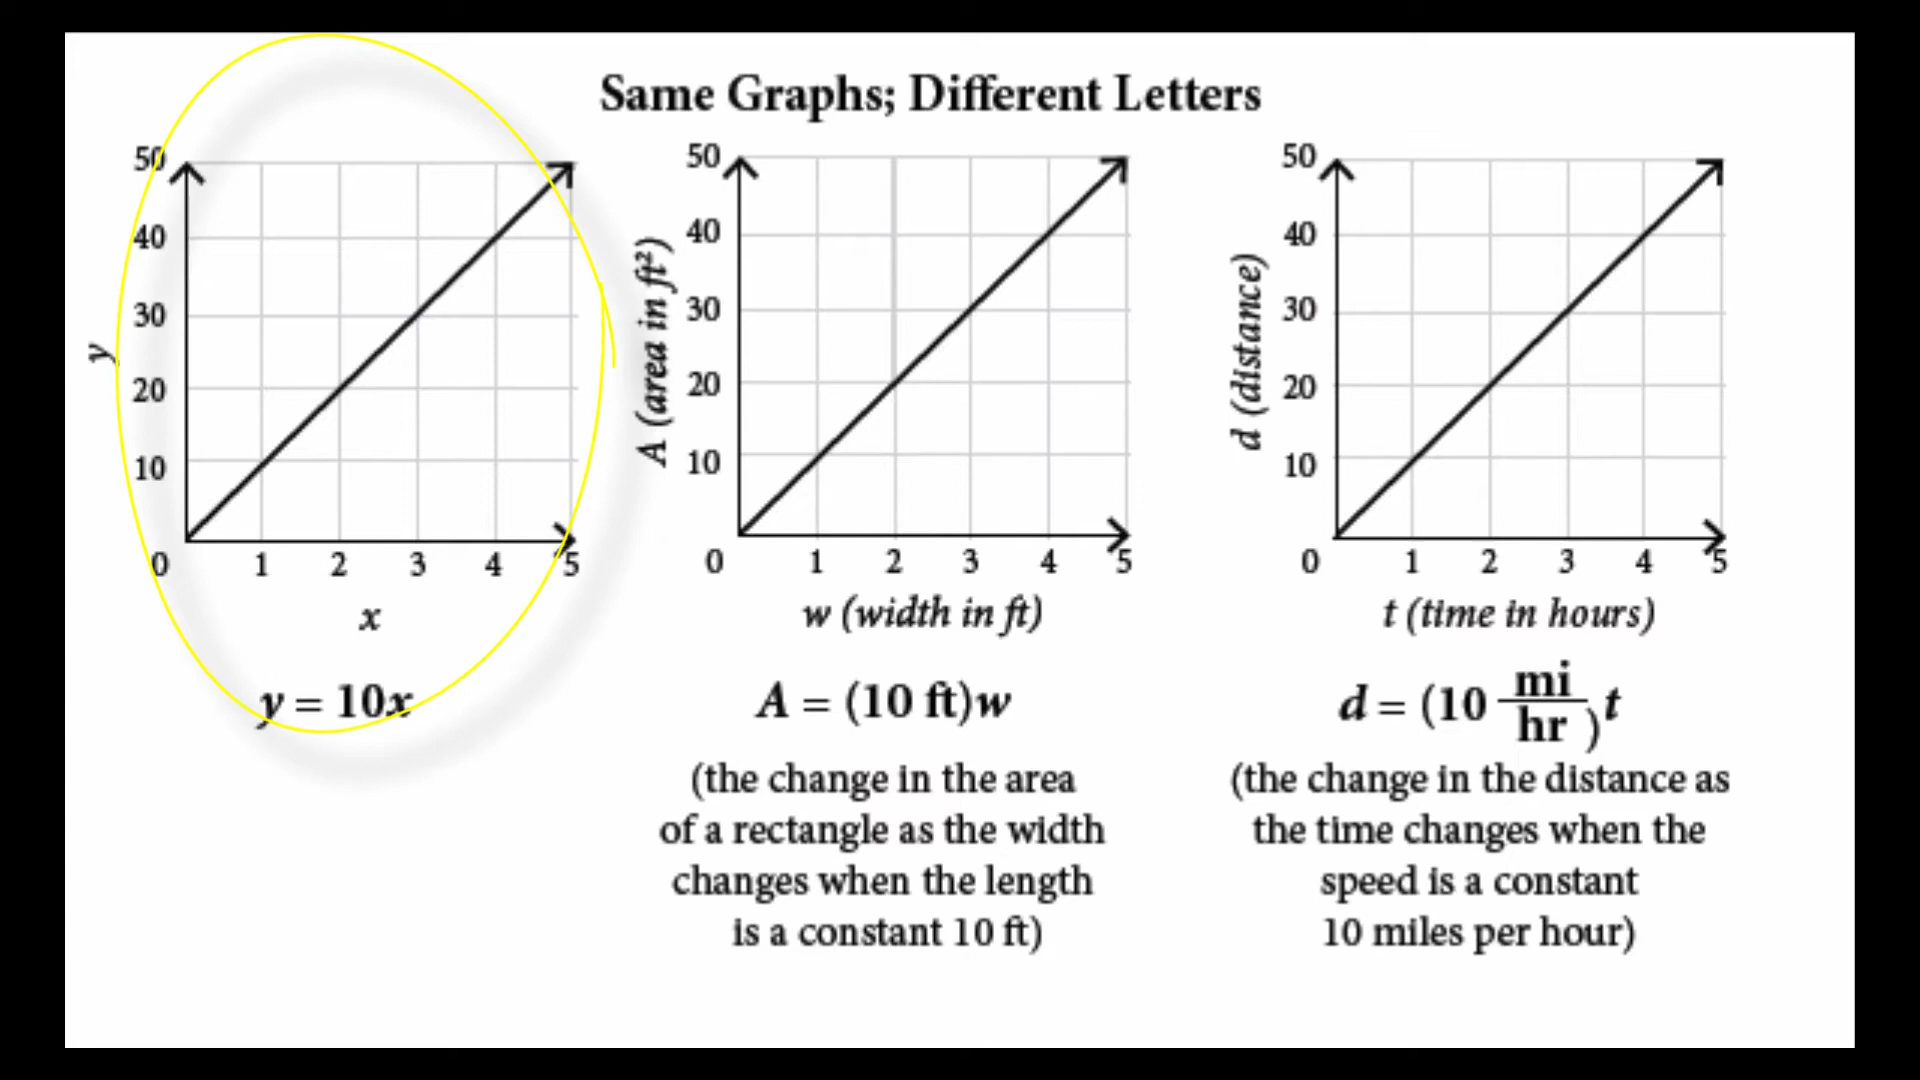 Same Graphs; Different Letters
50
40
30
20
10
0
1 2 3 4 5
y
x
y = 10x
50
40
30
20
10
0
1 2 3 4 5
A (area in ft²)
w (width in ft)
A = (10 ft)w
(the change in the area
of a rectangle as the width
changes when the length
is a constant 10 ft)
50
40
30
20
10
0
1 2 3 4 5
d (distance)
t (time in hours)
d = (10 mi/hr)t
(the change in the distance as
the time changes when the
speed is a constant
10 miles per hour)